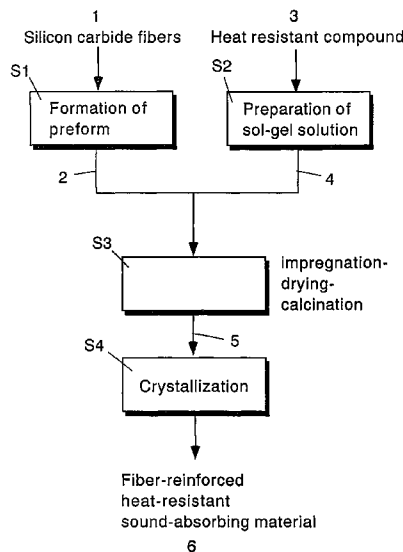 1
Silicon carbide fibers
3
Heat resistant compound
S1
Formation of
preform
S2
Preparation of
sol-gel solution
2
4
S3
Impregnation-
drying-
calcination
5
S4
Crystallization
Fiber-reinforced
heat-resistant
sound-absorbing material
6